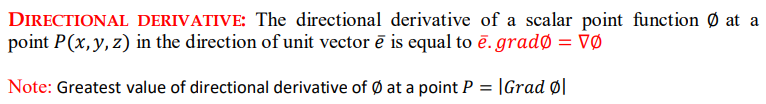 DIRECTIONAL DERIVATIVE: The directional derivative of a scalar point function Ø at a
point P(x, y, z) in the direction of unit vector ē is equal to ē. gradØ = ∇Ø
Note: Greatest value of directional derivative of Ø at a point P = |Grad Ø|